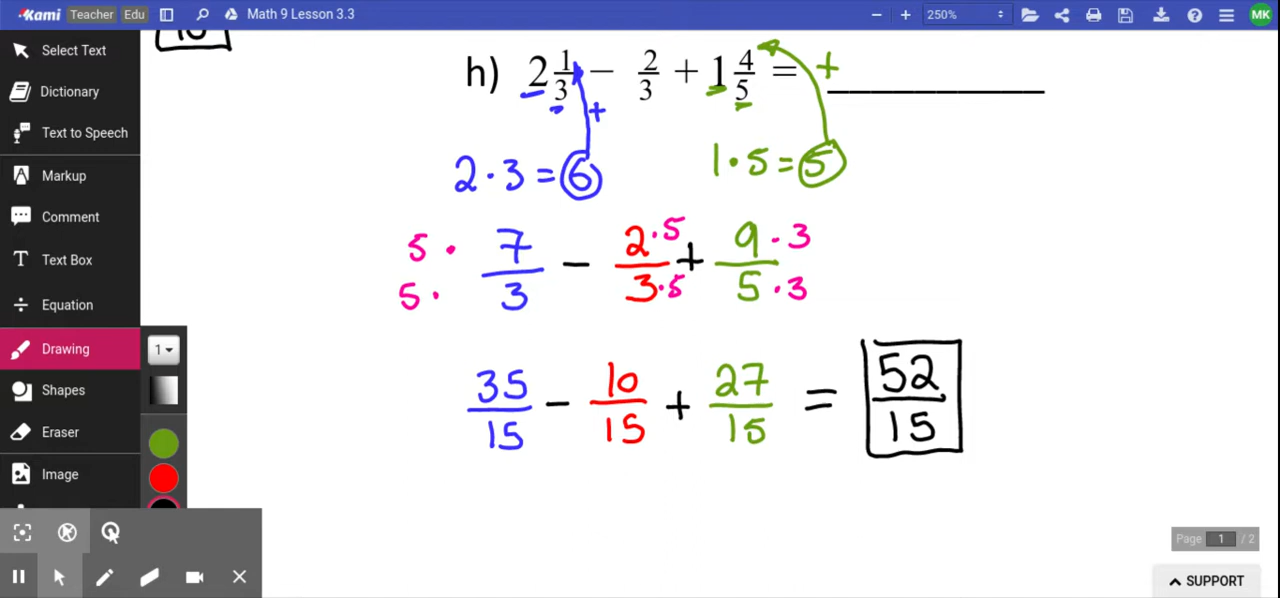 Kami Teacher Edu Math 9 Lesson 3.3 − + 250% MK
Select Text
Dictionary
Text to Speech
Markup
Comment
Text Box
Equation
Drawing
1
Shapes
Eraser
Image
h) 2 1/3 − 2/3 + 1 4/5 = + ____________
+
2 · 3 = 6
1 · 5 = 5
5 · 7/3 − 2 · 5/3 · 5 + 9 · 3/5 · 3
5 ·
35/15 − 10/15 + 27/15 = 52/15
Page 1 / 2
SUPPORT